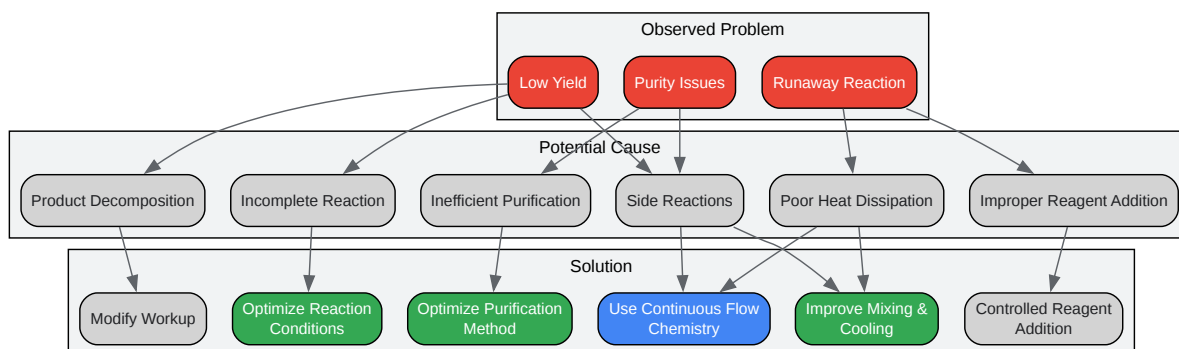 Observed Problem
Low Yield
Purity Issues
Runaway Reaction
Potential Cause
Product Decomposition
Incomplete Reaction
Inefficient Purification
Side Reactions
Poor Heat Dissipation
Improper Reagent Addition
Solution
Modify Workup
Optimize Reaction
Conditions
Optimize Purification
Method
Use Continuous Flow
Chemistry
Improve Mixing &
Cooling
Controlled Reagent
Addition